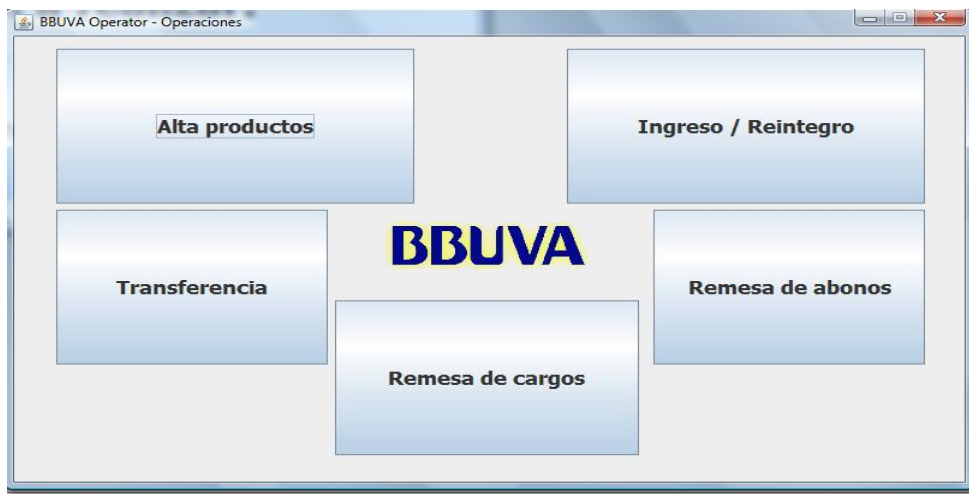 BBUVA Operator - Operaciones
Alta productos
Ingreso / Reintegro
BBUVA
Transferencia
Remesa de abonos
Remesa de cargos